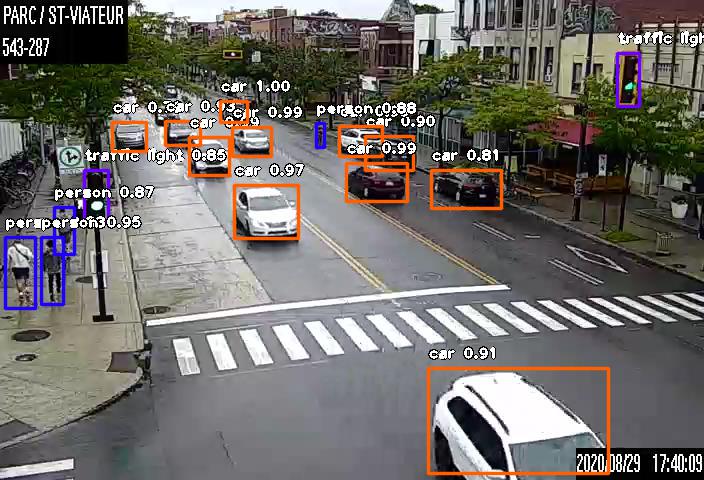 PARC / ST-VIATEUR
543-287
traffic ligh
car 1.00
car 0.99
person 0.88
car 0.90
car 0.99
traffic light 0.85
car 0.97
car 0.81
person 0.87
0.95
car 0.91
2020/08/29 17:40:09